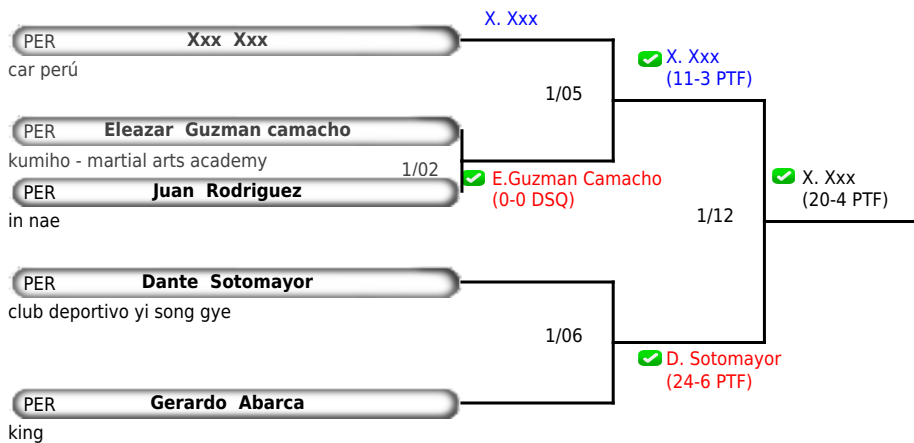 X. Xxx
PER Xxx Xxx
car perú
X. Xxx
(11-3 PTF)
1/05
PER Eleazar Guzman camacho
kumiho - martial arts academy
1/02
E.Guzman Camacho
(0-0 DSQ)
PER Juan Rodriguez
in nae
X. Xxx
(20-4 PTF)
1/12
PER Dante Sotomayor
club deportivo yi song gye
1/06
D. Sotomayor
(24-6 PTF)
PER Gerardo Abarca
king